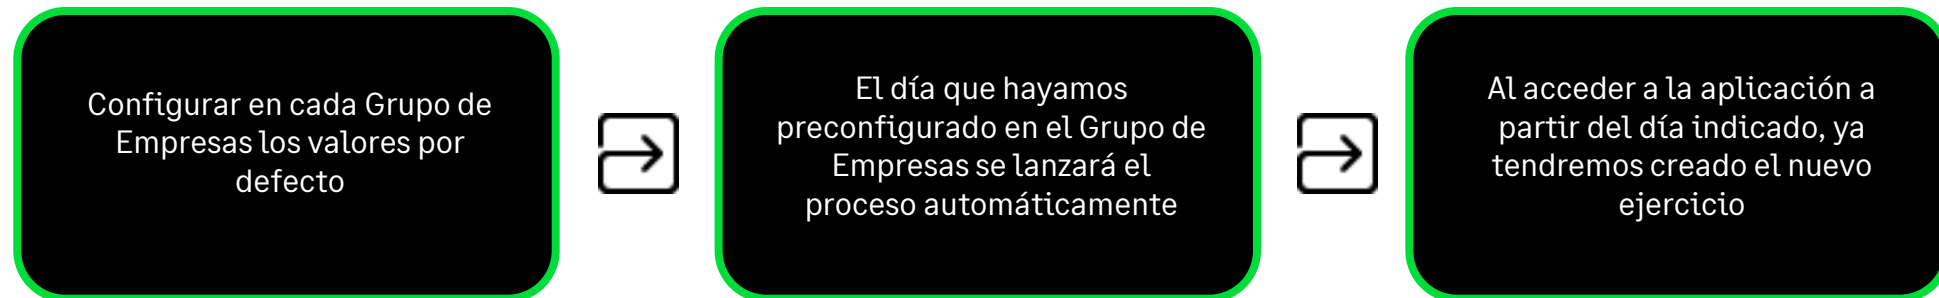 Configurar en cada Grupo de
Empresas los valores por
defecto
El día que hayamos
preconfigurado en el Grupo de
Empresas se lanzará el
proceso automáticamente
Al acceder a la aplicación a
partir del día indicado, ya
tendremos creado el nuevo
ejercicio